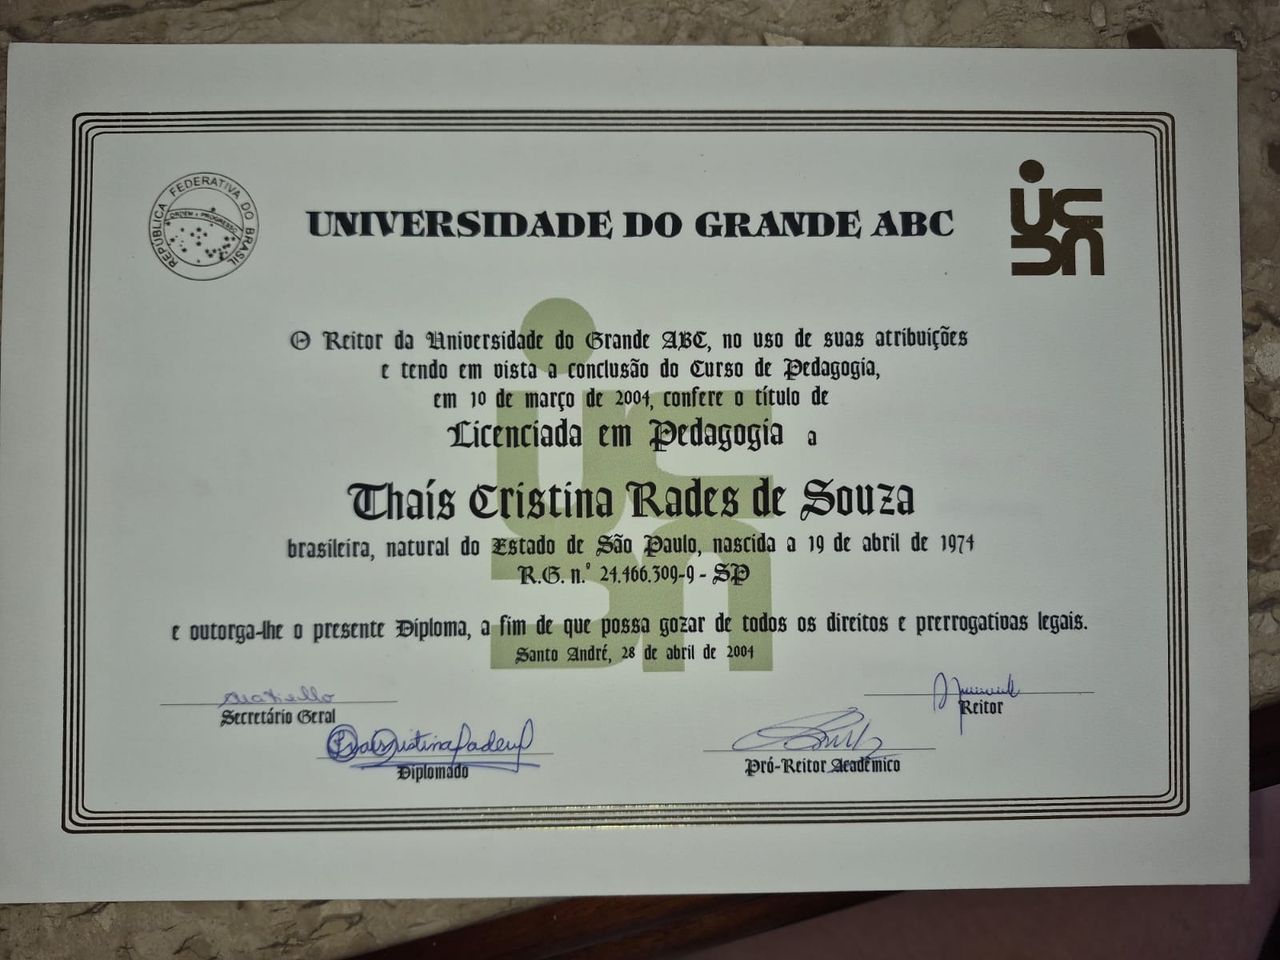 REPÚBLICA FEDERATIVA DO BRASIL
ORDEM E PROGRESSO
UNIVERSIDADE DO GRANDE ABC
O Reitor da Universidade do Grande ABC, no uso de suas atribuições
e tendo em vista a conclusão do Curso de Pedagogia,
em 10 de março de 2004, confere o título de
Licenciada em Pedagogia a
Thaís Cristina Rades de Souza
brasileira, natural do Estado de São Paulo, nascida a 19 de abril de 1974
R.G. n.º 24.466.309-9 - SP
e outorga-lhe o presente Diploma, a fim de que possa gozar de todos os direitos e prerrogativas legais.
Santo André, 28 de abril de 2004
Secretário Geral
Reitor
Diplomado
Pró-Reitor Acadêmico